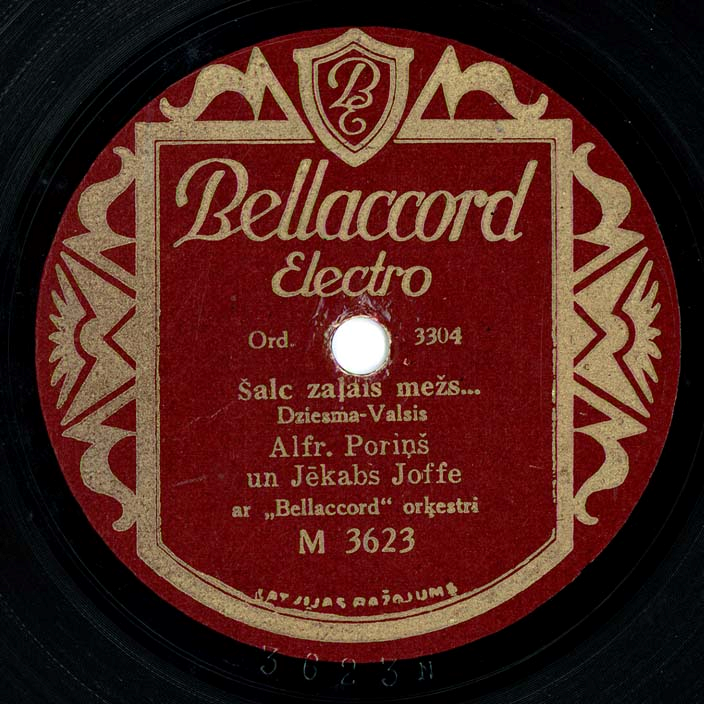 BE
Bellaccord
Electro
Ord. 3304
Šalc zaļais mežs...
Dziesma-Valsis
Alfr. Poriņš
un Jēkabs Joffe
ar „Bellaccord“ orķestri
M 3623
LATVIJAS RAŽOJUMS
3623 N